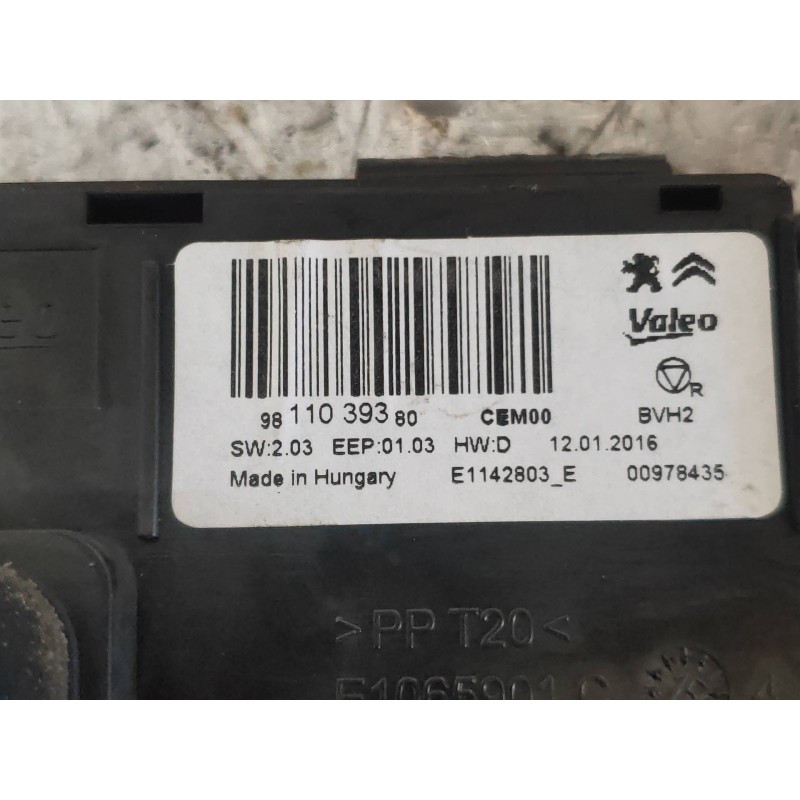 Valeo
R
98 110 393 80 CEM00 BVH2
SW:2.03 EEP:01.03 HW:D 12.01.2016
Made in Hungary E1142803_E 00978435
>PP T20<